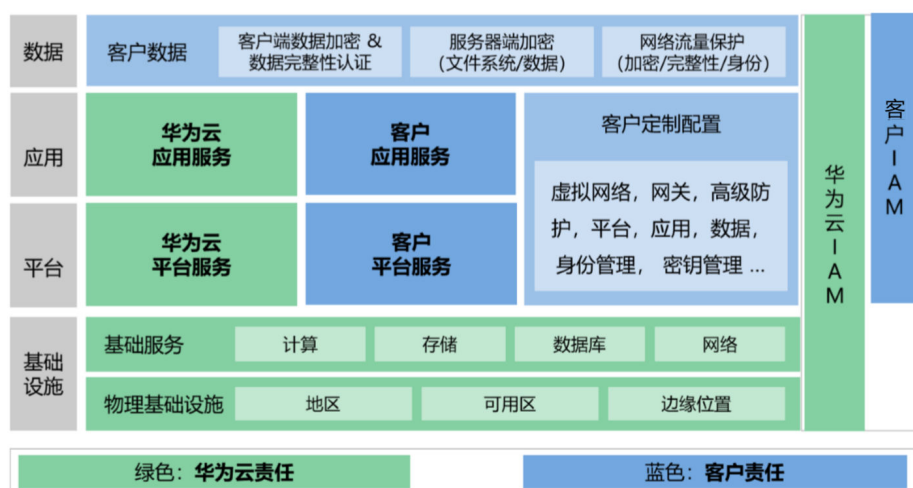 数据
客户数据
客户端数据加密 &
数据完整性认证
服务器端加密
(文件系统/数据)
网络流量保护
(加密/完整性/身份)
应用
华为云
应用服务
客户
应用服务
客户定制配置
虚拟网络，网关，高级防
护，平台，应用，数据，
身份管理， 密钥管理 ...
平台
华为云
平台服务
客户
平台服务
基础
设施
基础服务
计算
存储
数据库
网络
物理基础设施
地区
可用区
边缘位置
华为云IAM
客户IAM
绿色：华为云责任
蓝色：客户责任